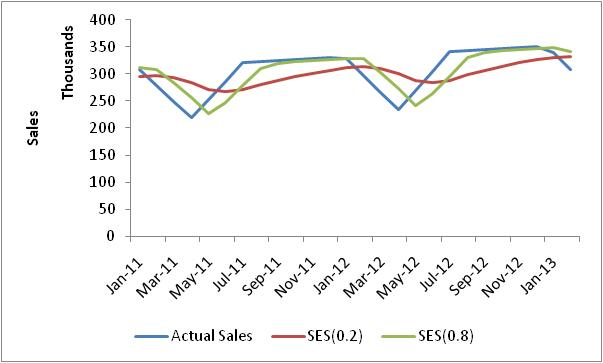 Sales
Thousands
400
350
300
250
200
150
100
50
0
Jan-11
Mar-11
May-11
Jul-11
Sep-11
Nov-11
Jan-12
Mar-12
May-12
Jul-12
Sep-12
Nov-12
Jan-13
Actual Sales
SES(0.2)
SES(0.8)